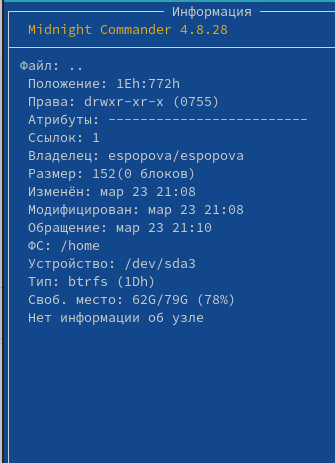 Информация
Midnight Commander 4.8.28
Файл: ..
Положение: 1Eh:772h
Права: drwxr-xr-x (0755)
Атрибуты: -------------------------
Ссылок: 1
Владелец: espopova/espopova
Размер: 152(0 блоков)
Изменён: мар 23 21:08
Модифицирован: мар 23 21:08
Обращение: мар 23 21:10
ФС: /home
Устройство: /dev/sda3
Тип: btrfs (1Dh)
Своб. место: 62G/79G (78%)
Нет информации об узле